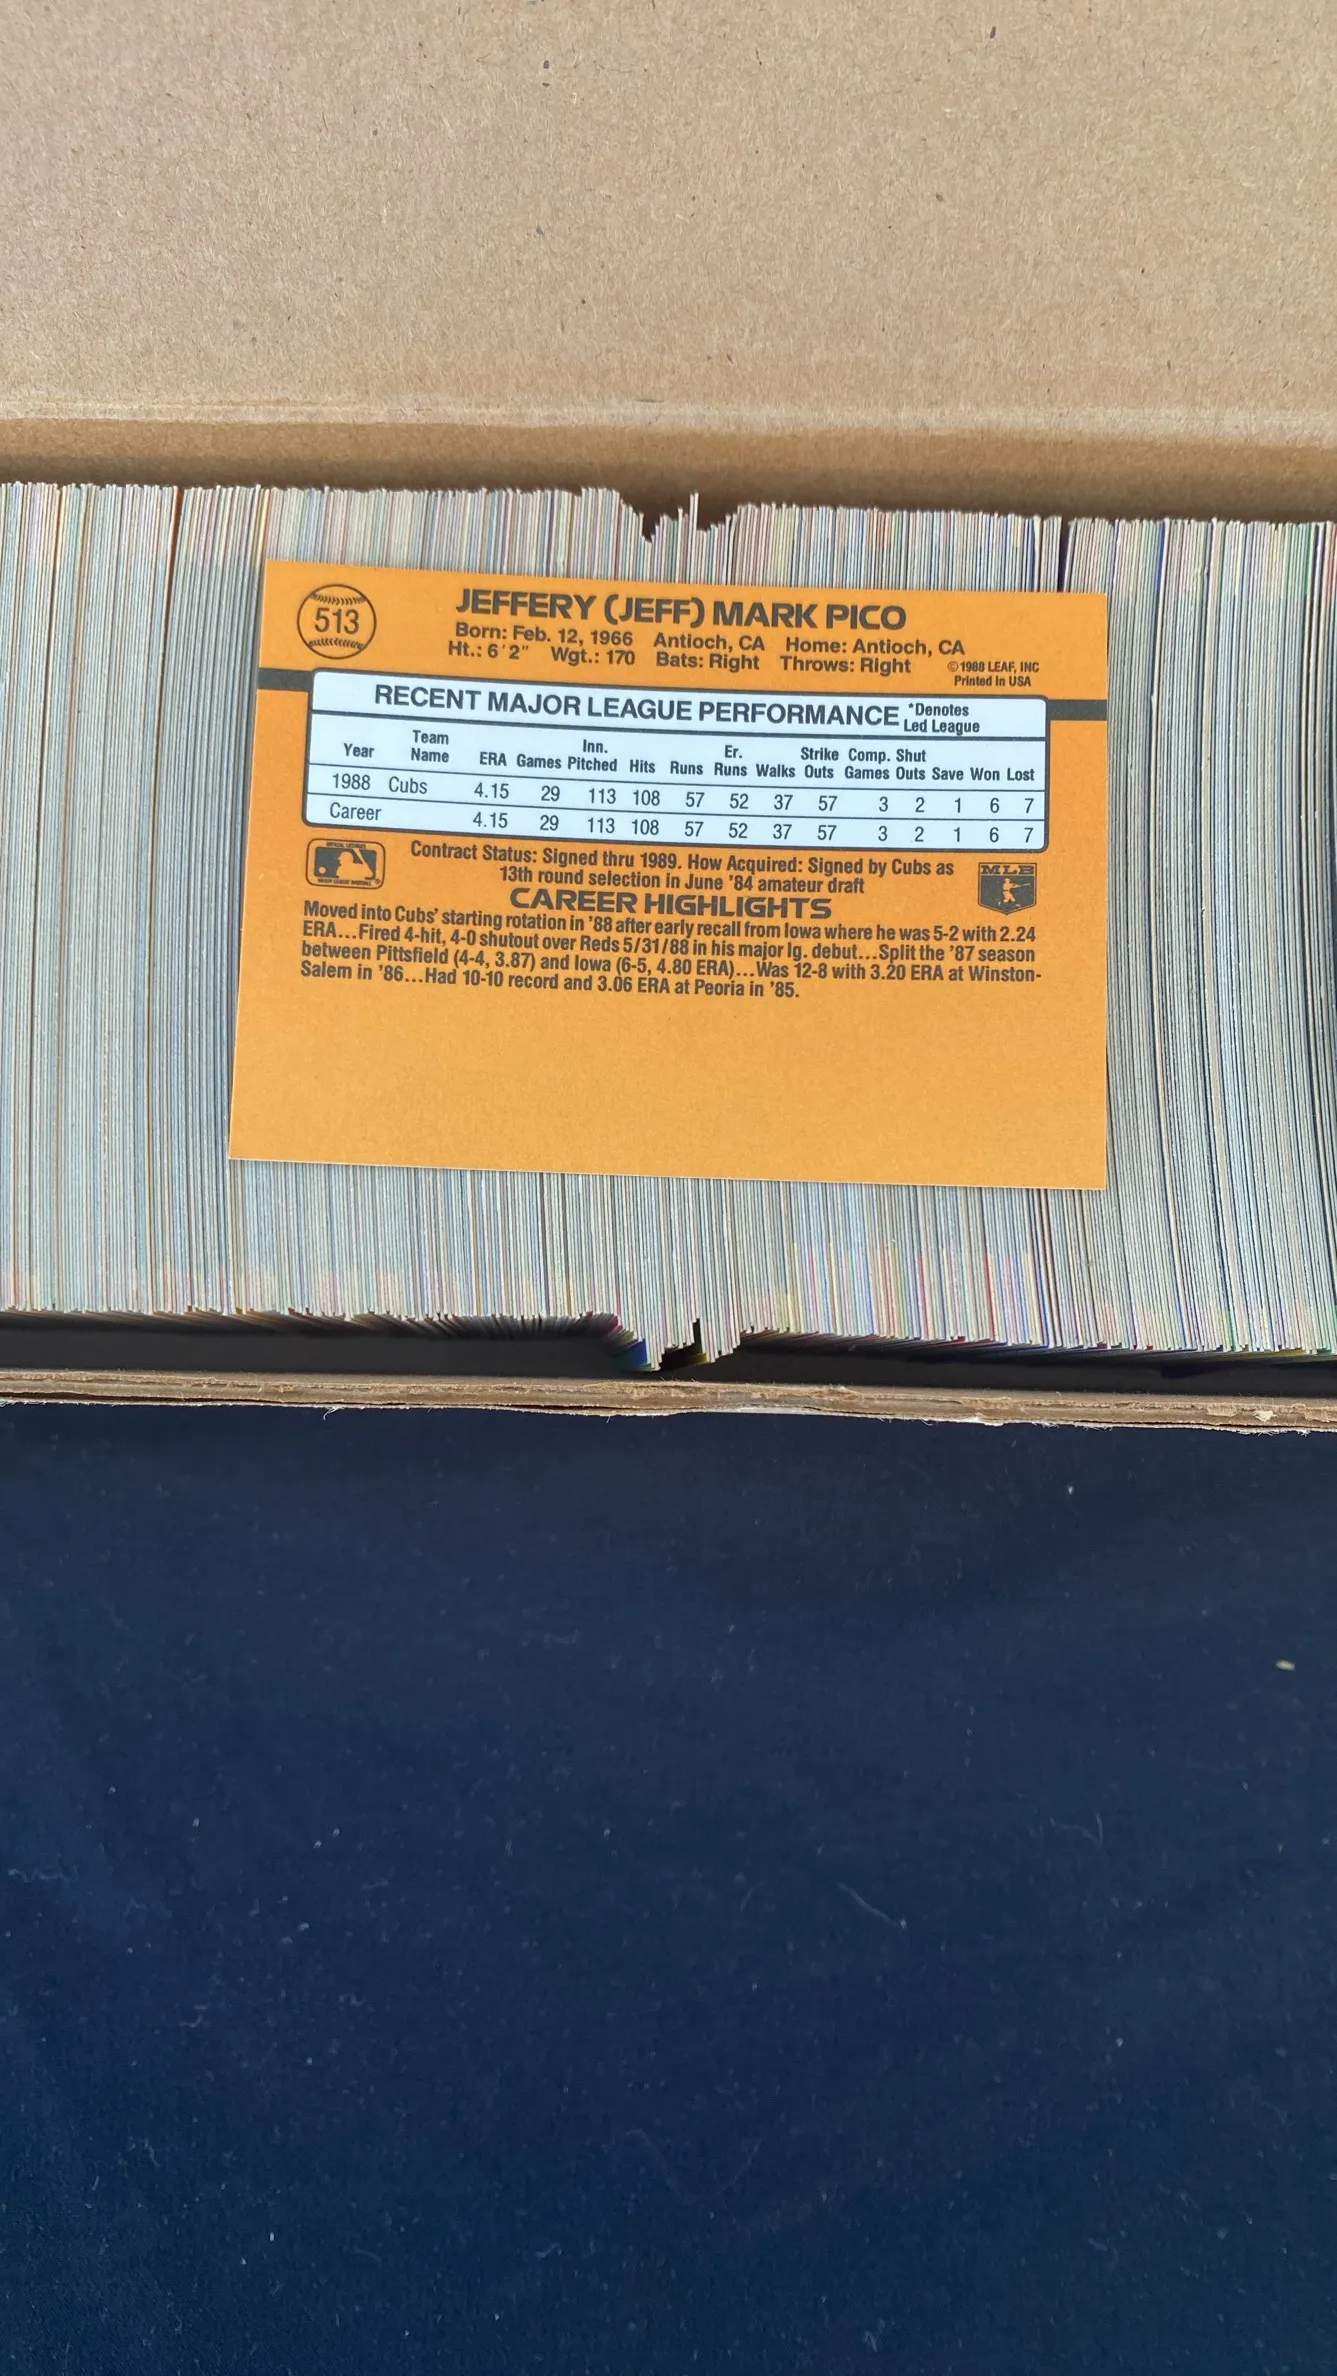 513
JEFFERY (JEFF) MARK PICO
Born: Feb. 12, 1966 Antioch, CA Home: Antioch, CA
Ht.: 6'2" Wgt.: 170 Bats: Right Throws: Right
©1988 LEAF, INC
Printed in USA
RECENT MAJOR LEAGUE PERFORMANCE *Denotes
Led League
Year Team Name ERA Games Inn. Pitched Hits Runs Er. Runs Walks Strike Outs Comp. Games Shut Outs Save Won Lost
1988 Cubs 4.15 29 113 108 57 52 37 57 3 2 1 6 7
Career 4.15 29 113 108 57 52 37 57 3 2 1 6 7
Contract Status: Signed thru 1989. How Acquired: Signed by Cubs as
13th round selection in June '84 amateur draft
MLB
CAREER HIGHLIGHTS
Moved into Cubs' starting rotation in '88 after early recall from Iowa where he was 5-2 with 2.24
ERA...Fired 4-hit, 4-0 shutout over Reds 5/31/88 in his major lg. debut...Split the '87 season
between Pittsfield (4-4, 3.87) and Iowa (6-5, 4.80 ERA)...Was 12-8 with 3.20 ERA at Winston-
Salem in '86...Had 10-10 record and 3.06 ERA at Peoria in '85.